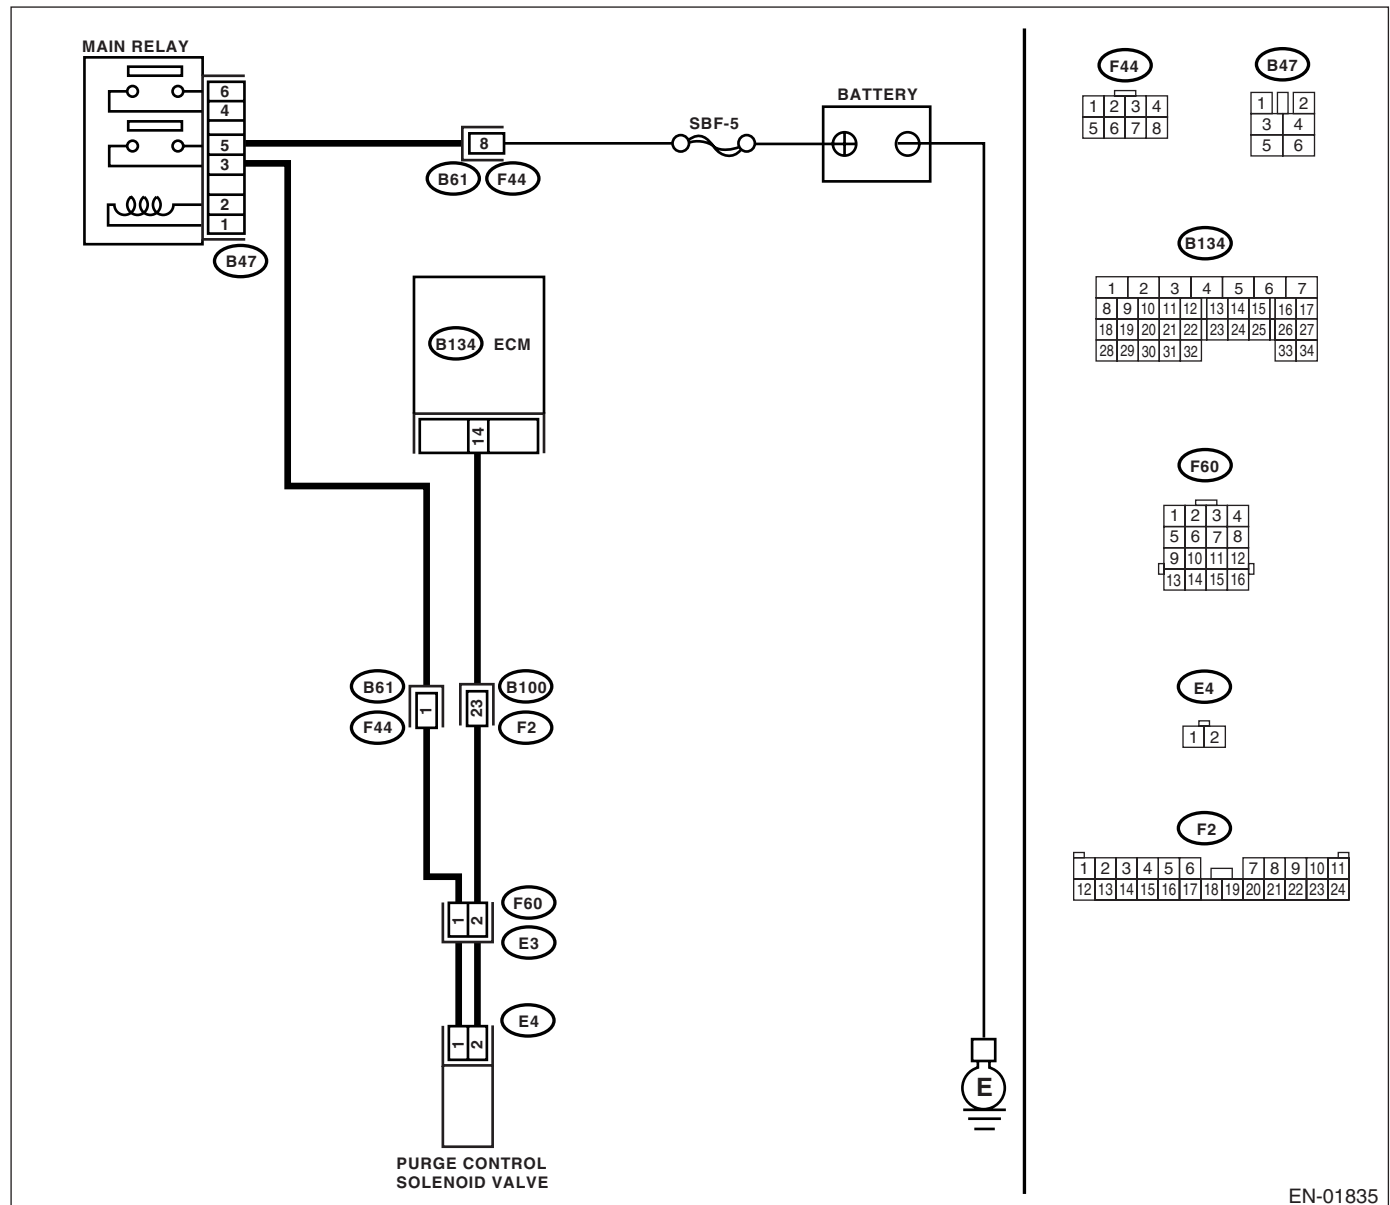 MAIN RELAY
6
4
5
3
2
1
B47
8
B61
F44
SBF-5
BATTERY
B134
ECM
14
B61
F44
1
B100
F2
23
1
2
F60
E3
E4
1
2
PURGE CONTROL
SOLENOID VALVE
E
F44
1 2 3 4
5 6 7 8
B47
1 2
3 4
5 6
B134
1 2 3 4 5 6 7
8 9 10 11 12 13 14 15 16 17
18 19 20 21 22 23 24 25 26 27
28 29 30 31 32 33 34
F60
1 2 3 4
5 6 7 8
9 10 11 12
13 14 15 16
E4
1 2
F2
1 2 3 4 5 6 7 8 9 10 11
12 13 14 15 16 17 18 19 20 21 22 23 24
EN-01835